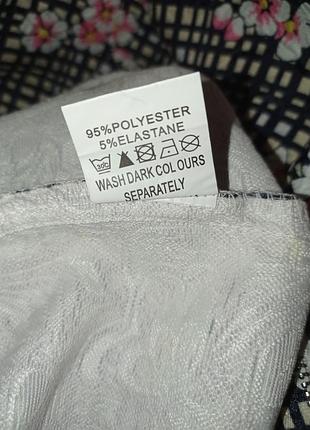 95%POLYESTER
5%ELASTANE
WASH DARK COLOURS
SEPARATELY